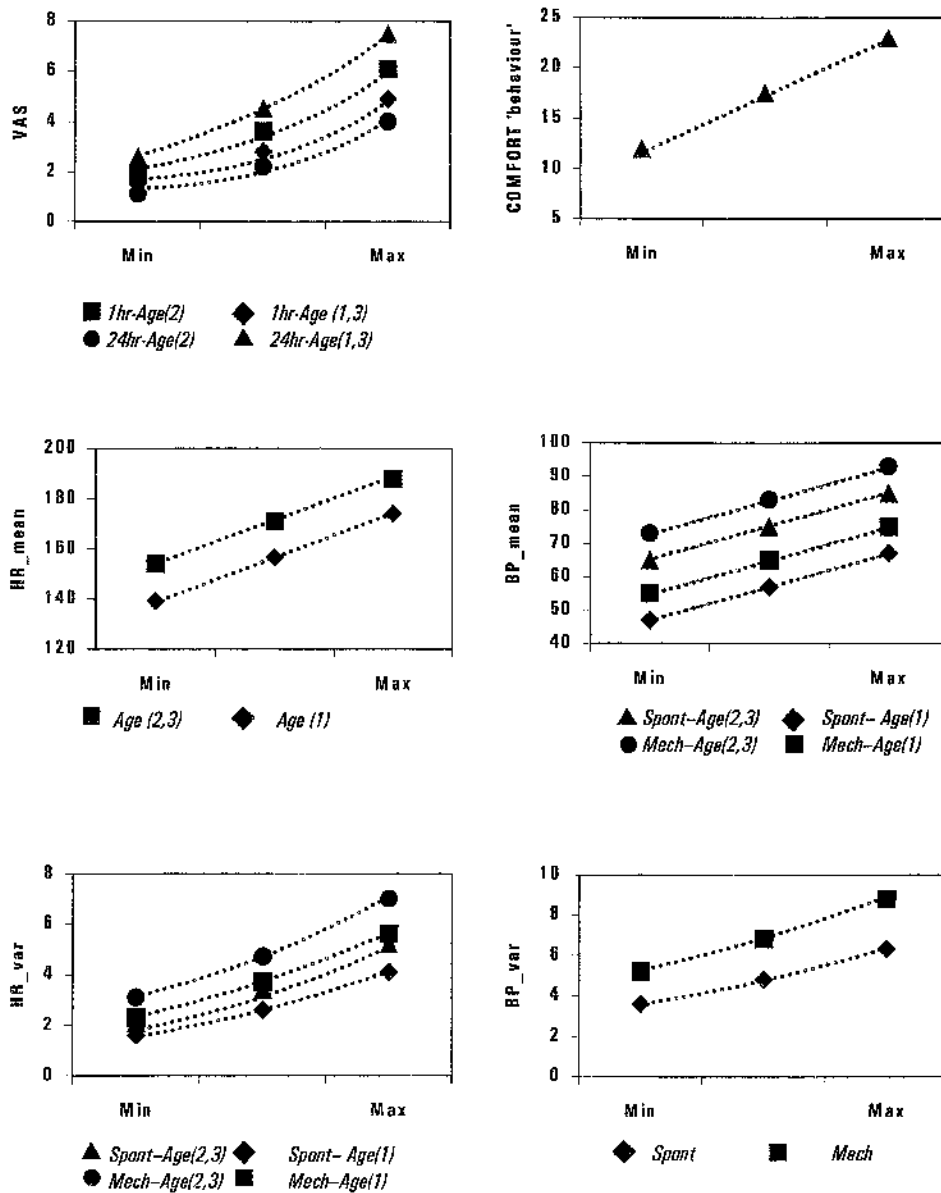 VAS
8
6
4
2
0
Min Max
■ 1hr-Age(2) ◆ 1hr-Age (1,3)
● 24hr-Age(2) ▲ 24hr-Age(1,3)
COMFORT 'behaviour'
25
20
15
10
5
Min Max
HR_mean
200
180
160
140
120
Min Max
■ Age (2,3) ◆ Age (1)
BP_mean
100
90
80
70
60
50
40
Min Max
▲ Spont-Age(2,3) ◆ Spont- Age(1)
● Mech-Age(2,3) ■ Mech-Age(1)
HR_var
8
6
4
2
0
Min Max
▲ Spont-Age(2,3) ◆ Spont- Age(1)
● Mech-Age(2,3) ■ Mech-Age(1)
BP_var
10
8
6
4
2
0
Min Max
◆ Spont ■ Mech